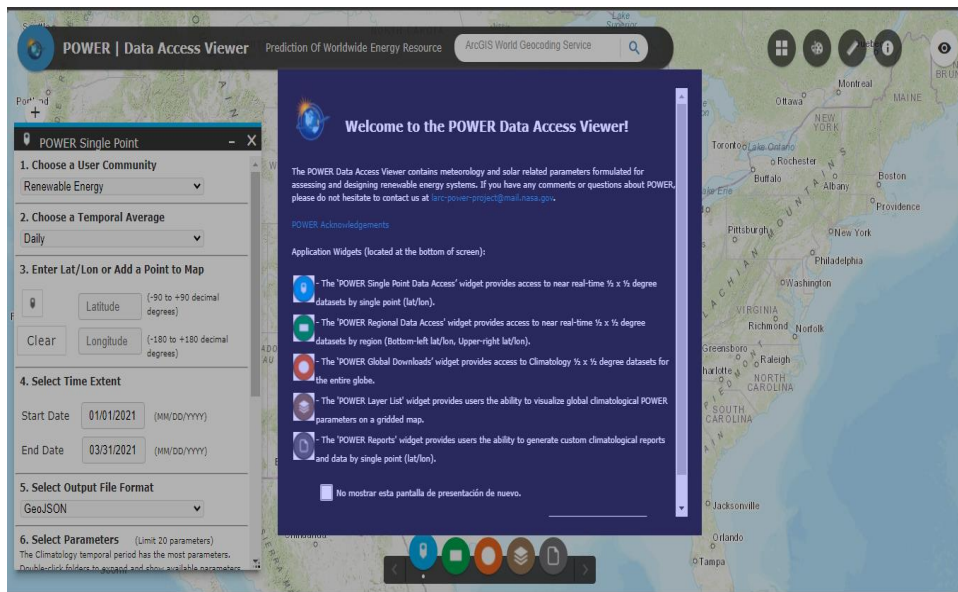 POWER | Data Access Viewer
Prediction Of Worldwide Energy Resource
ArcGIS World Geocoding Service
POWER Single Point
1. Choose a User Community
Renewable Energy
2. Choose a Temporal Average
Daily
3. Enter Lat/Lon or Add a Point to Map
Latitude
(-90 to +90 decimal
degrees)
Clear
Longitude
(-180 to +180 decimal
degrees)
4. Select Time Extent
Start Date 01/01/2021 (MM/DD/YYYY)
End Date 03/31/2021 (MM/DD/YYYY)
5. Select Output File Format
GeoJSON
6. Select Parameters (Limit 20 parameters)
The Climatology temporal period has the most parameters.
Double-click folders to expand and show available parameters
Welcome to the POWER Data Access Viewer!
The POWER Data Access Viewer contains meteorology and solar related parameters formulated for
assessing and designing renewable energy systems. If you have any comments or questions about POWER,
please do not hesitate to contact us at larc-power-project@mail.nasa.gov.
POWER Acknowledgements
Application Widgets (located at the bottom of screen):
- The 'POWER Single Point Data Access' widget provides access to near real-time ½ x ½ degree
datasets by single point (lat/lon).
- The 'POWER Regional Data Access' widget provides access to near real-time ½ x ½ degree
datasets by region (Bottom-left lat/lon, Upper-right lat/lon).
- The 'POWER Global Downloads' widget provides access to Climatology ½ x ½ degree datasets for
the entire globe.
- The 'POWER Layer List' widget provides users the ability to visualize global climatological POWER
parameters on a gridded map.
- The 'POWER Reports' widget provides users the ability to generate custom climatological reports
and data by single point (lat/lon).
No mostrar esta pantalla de presentación de nuevo.
Lake
Superior
Montreal
Ottawa
MAINE
NEW
YORK
Toronto
Lake Ontario
Rochester
Buffalo
Albany
Boston
Providence
Pittsburgh
New York
Philadelphia
Washington
VIRGINIA
Richmond
Norfolk
Greensboro
Raleigh
NORTH
CAROLINA
SOUTH
CAROLINA
Jacksonville
Orlando
Tampa